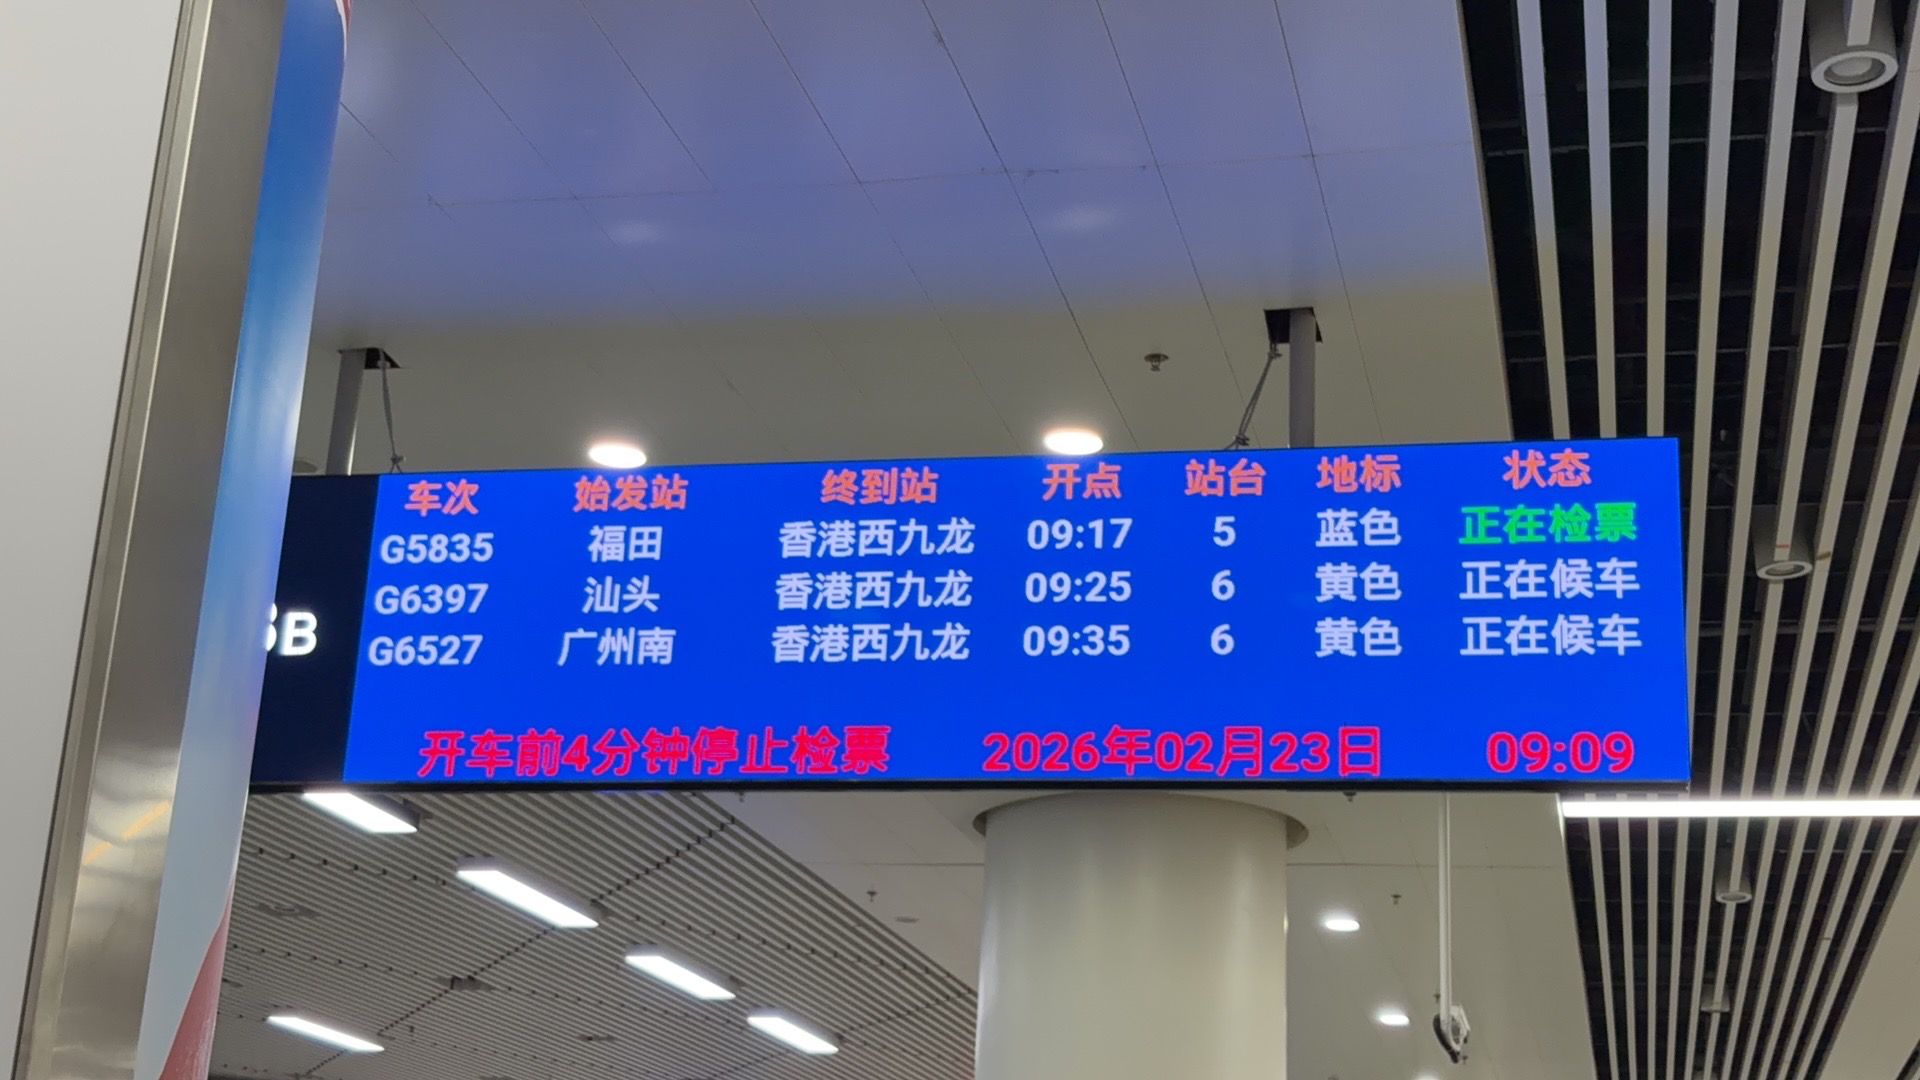 车次 始发站 终到站 开点 站台 地标 状态
G5835 福田 香港西九龙 09:17 5 蓝色 正在检票
G6397 汕头 香港西九龙 09:25 6 黄色 正在候车
G6527 广州南 香港西九龙 09:35 6 黄色 正在候车
开车前4分钟停止检票 2026年02月23日 09:09